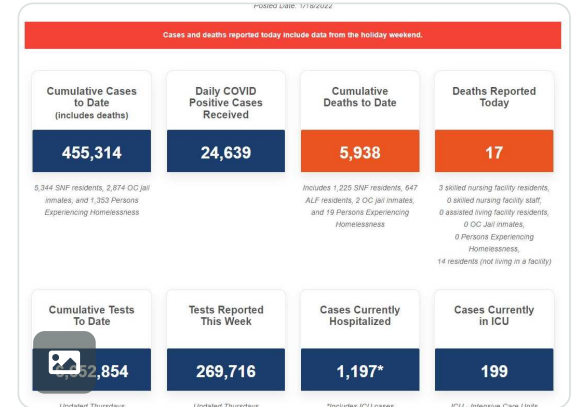 Posted Date: 1/18/2022
Cases and deaths reported today include data from the holiday weekend.
Cumulative Cases
to Date
(includes deaths)
455,314
5,344 SNF residents, 2,874 OC jail
inmates, and 1,353 Persons
Experiencing Homelessness
Daily COVID
Positive Cases
Received
24,639
Cumulative
Deaths to Date
5,938
Includes 1,225 SNF residents, 647
ALF residents, 2 OC jail inmates,
and 19 Persons Experiencing
Homelessness
Deaths Reported
Today
17
3 skilled nursing facility residents,
0 skilled nursing facility staff,
0 assisted living facility residents,
0 OC Jail inmates,
0 Persons Experiencing
Homelessness,
14 residents (not living in a facility)
Cumulative Tests
To Date
Updated Thursdays
Tests Reported
This Week
269,716
Updated Thursdays
Cases Currently
Hospitalized
1,197*
*Includes ICU cases
Cases Currently
in ICU
199
ICU - Intensive Care Units